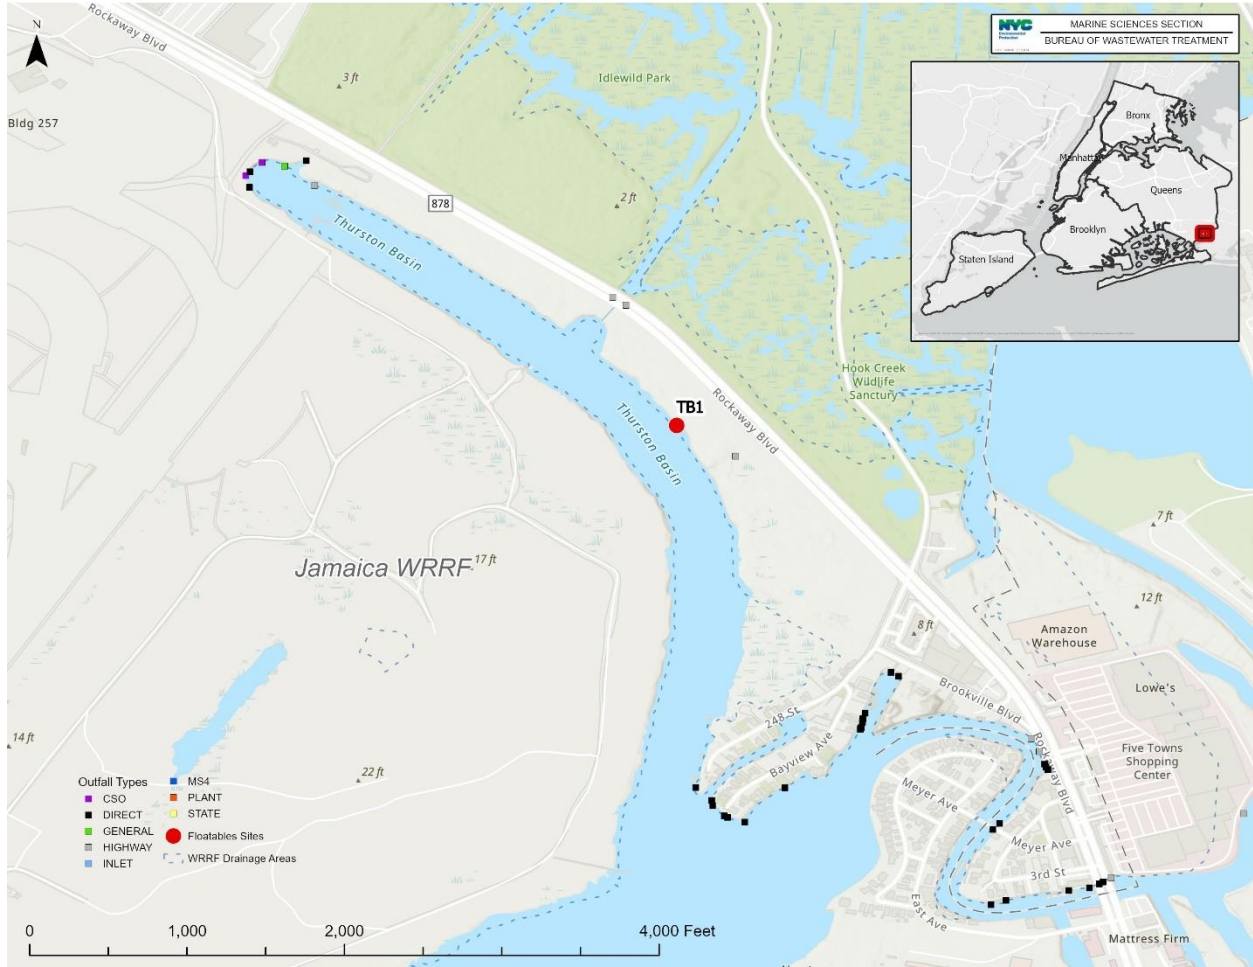 N
Rockaway Blvd
NYC
Environmental
Protection
MARINE SCIENCES SECTION
BUREAU OF WASTEWATER TREATMENT
3 ft
Idlewild Park
Bldg 257
Bronx
Manhattan
Queens
Brooklyn
Staten Island
2 ft
878
Thurston Basin
Hook Creek
Wildlife
Sanctury
TB1
Rockaway Blvd
Thurston Basin
7 ft
Jamaica WRRF
17 ft
12 ft
8 ft
Amazon
Warehouse
Lowe's
Brookville Blvd
248 St
14 ft
Bayview Ave
Rockaway Blvd
Five Towns
Shopping
Center
22 ft
Meyer Ave
Meyer Ave
3rd St
East Ave
Mattress Firm
Outfall Types
CSO
DIRECT
GENERAL
HIGHWAY
INLET
MS4
PLANT
STATE
Floatables Sites
WRRF Drainage Areas
0
1,000
2,000
4,000 Feet